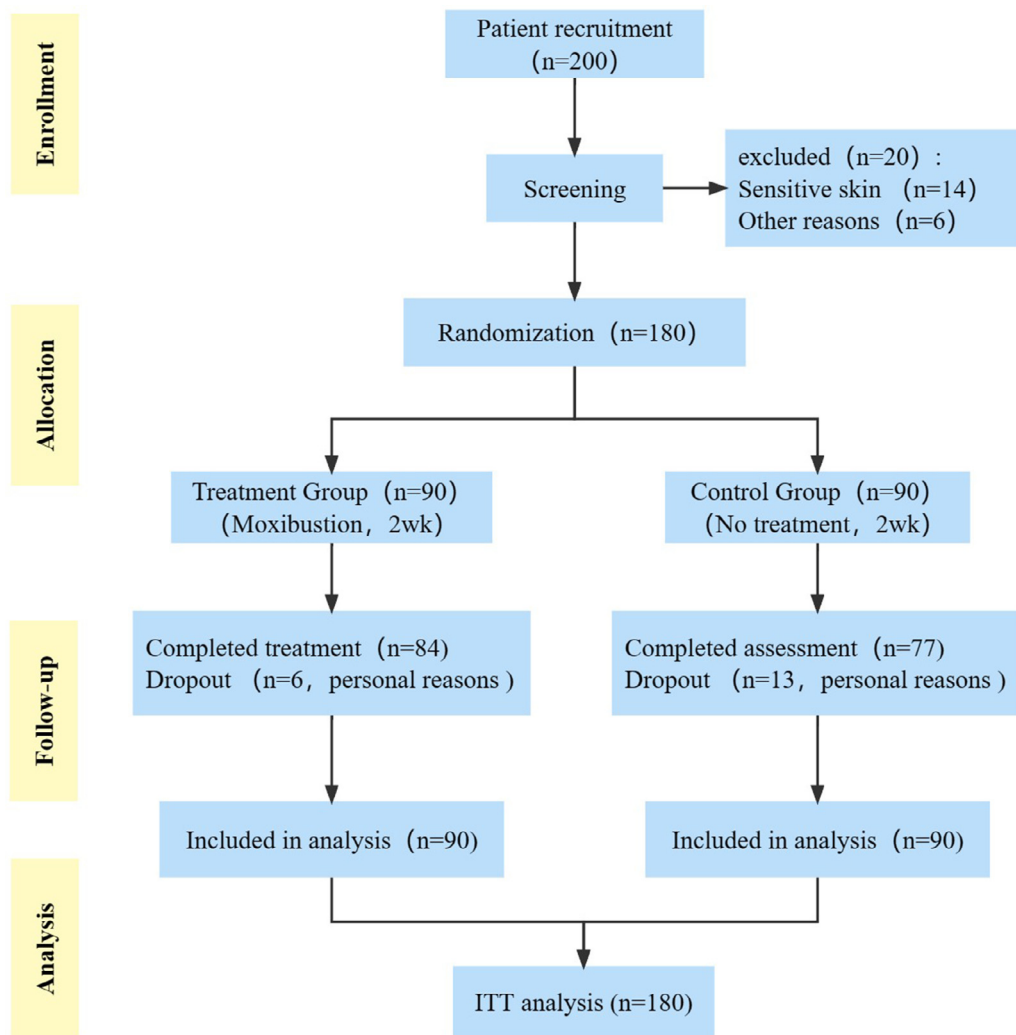 Enrollment
Patient recruitment
（n=200）
Screening
excluded（n=20）:
Sensitive skin （n=14）
Other reasons（n=6）
Allocation
Randomization（n=180）
Treatment Group（n=90）
（Moxibustion，2wk）
Control Group（n=90）
（No treatment，2wk）
Follow-up
Completed treatment（n=84）
Dropout（n=6，personal reasons )
Completed assessment（n=77）
Dropout（n=13，personal reasons )
Included in analysis（n=90）
Included in analysis（n=90）
Analysis
ITT analysis (n=180)